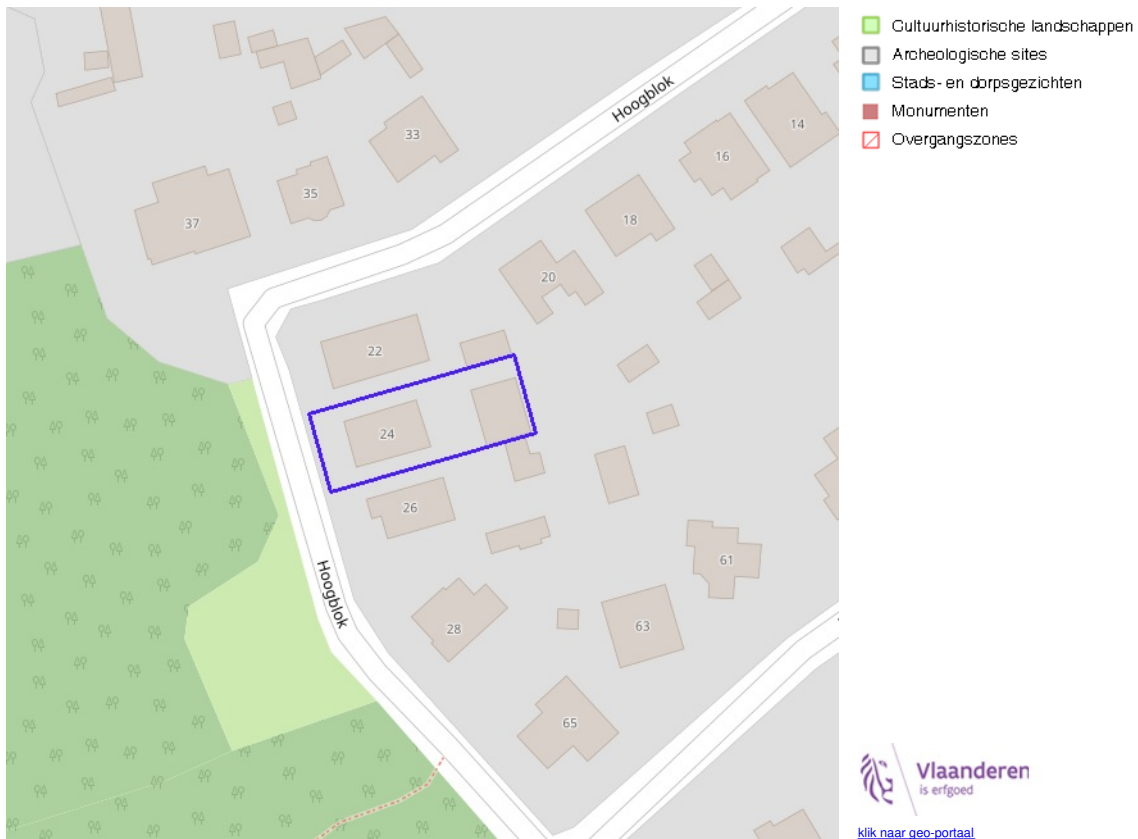 Cultuurhistorische landschappen
Archeologische sites
Stads- en dorpsgezichten
Monumenten
Overgangszones
Hoogblok
14
16
33
18
35
37
20
22
24
26
Hoogblok
61
28
63
65
Vlaanderen
is erfgoed
klik naar geo-portaal